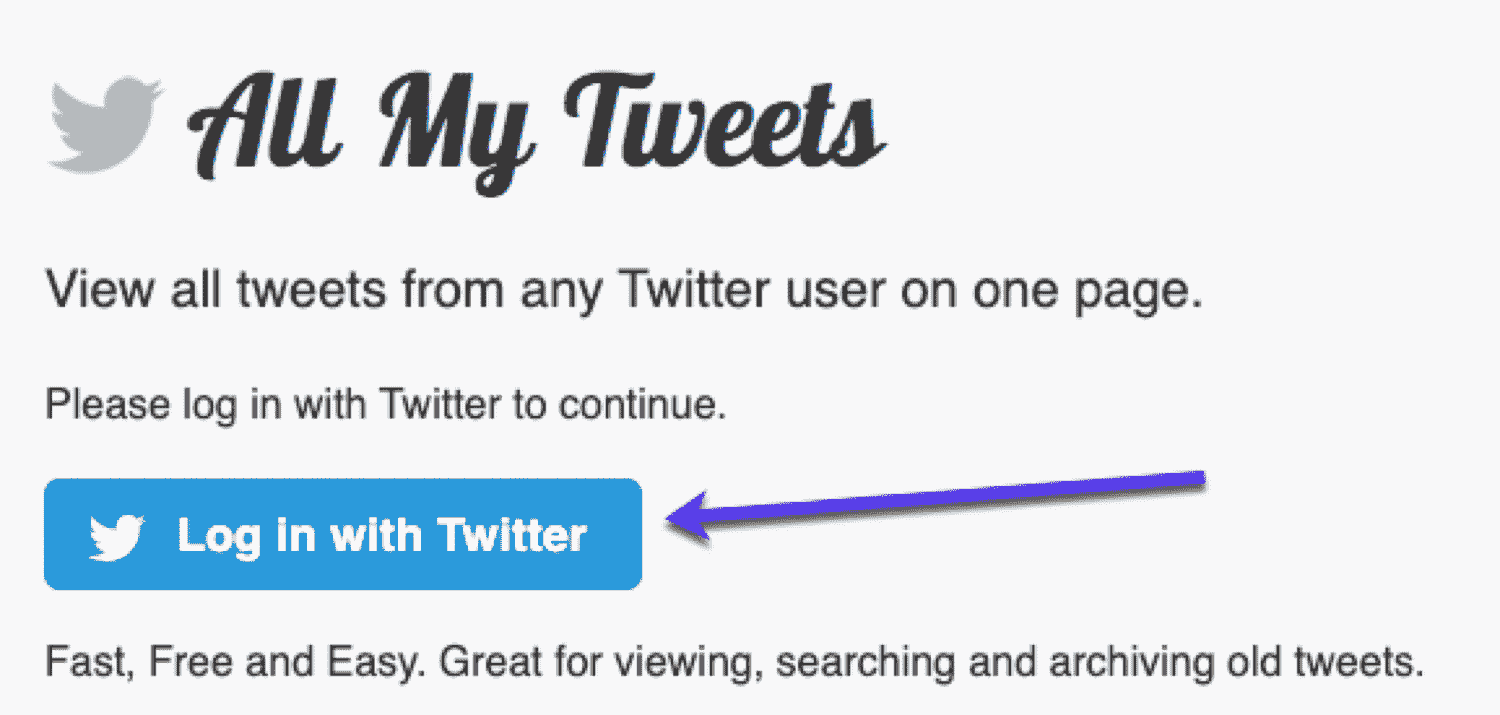 All My Tweets
View all tweets from any Twitter user on one page.
Please log in with Twitter to continue.
Log in with Twitter
Fast, Free and Easy. Great for viewing, searching and archiving old tweets.